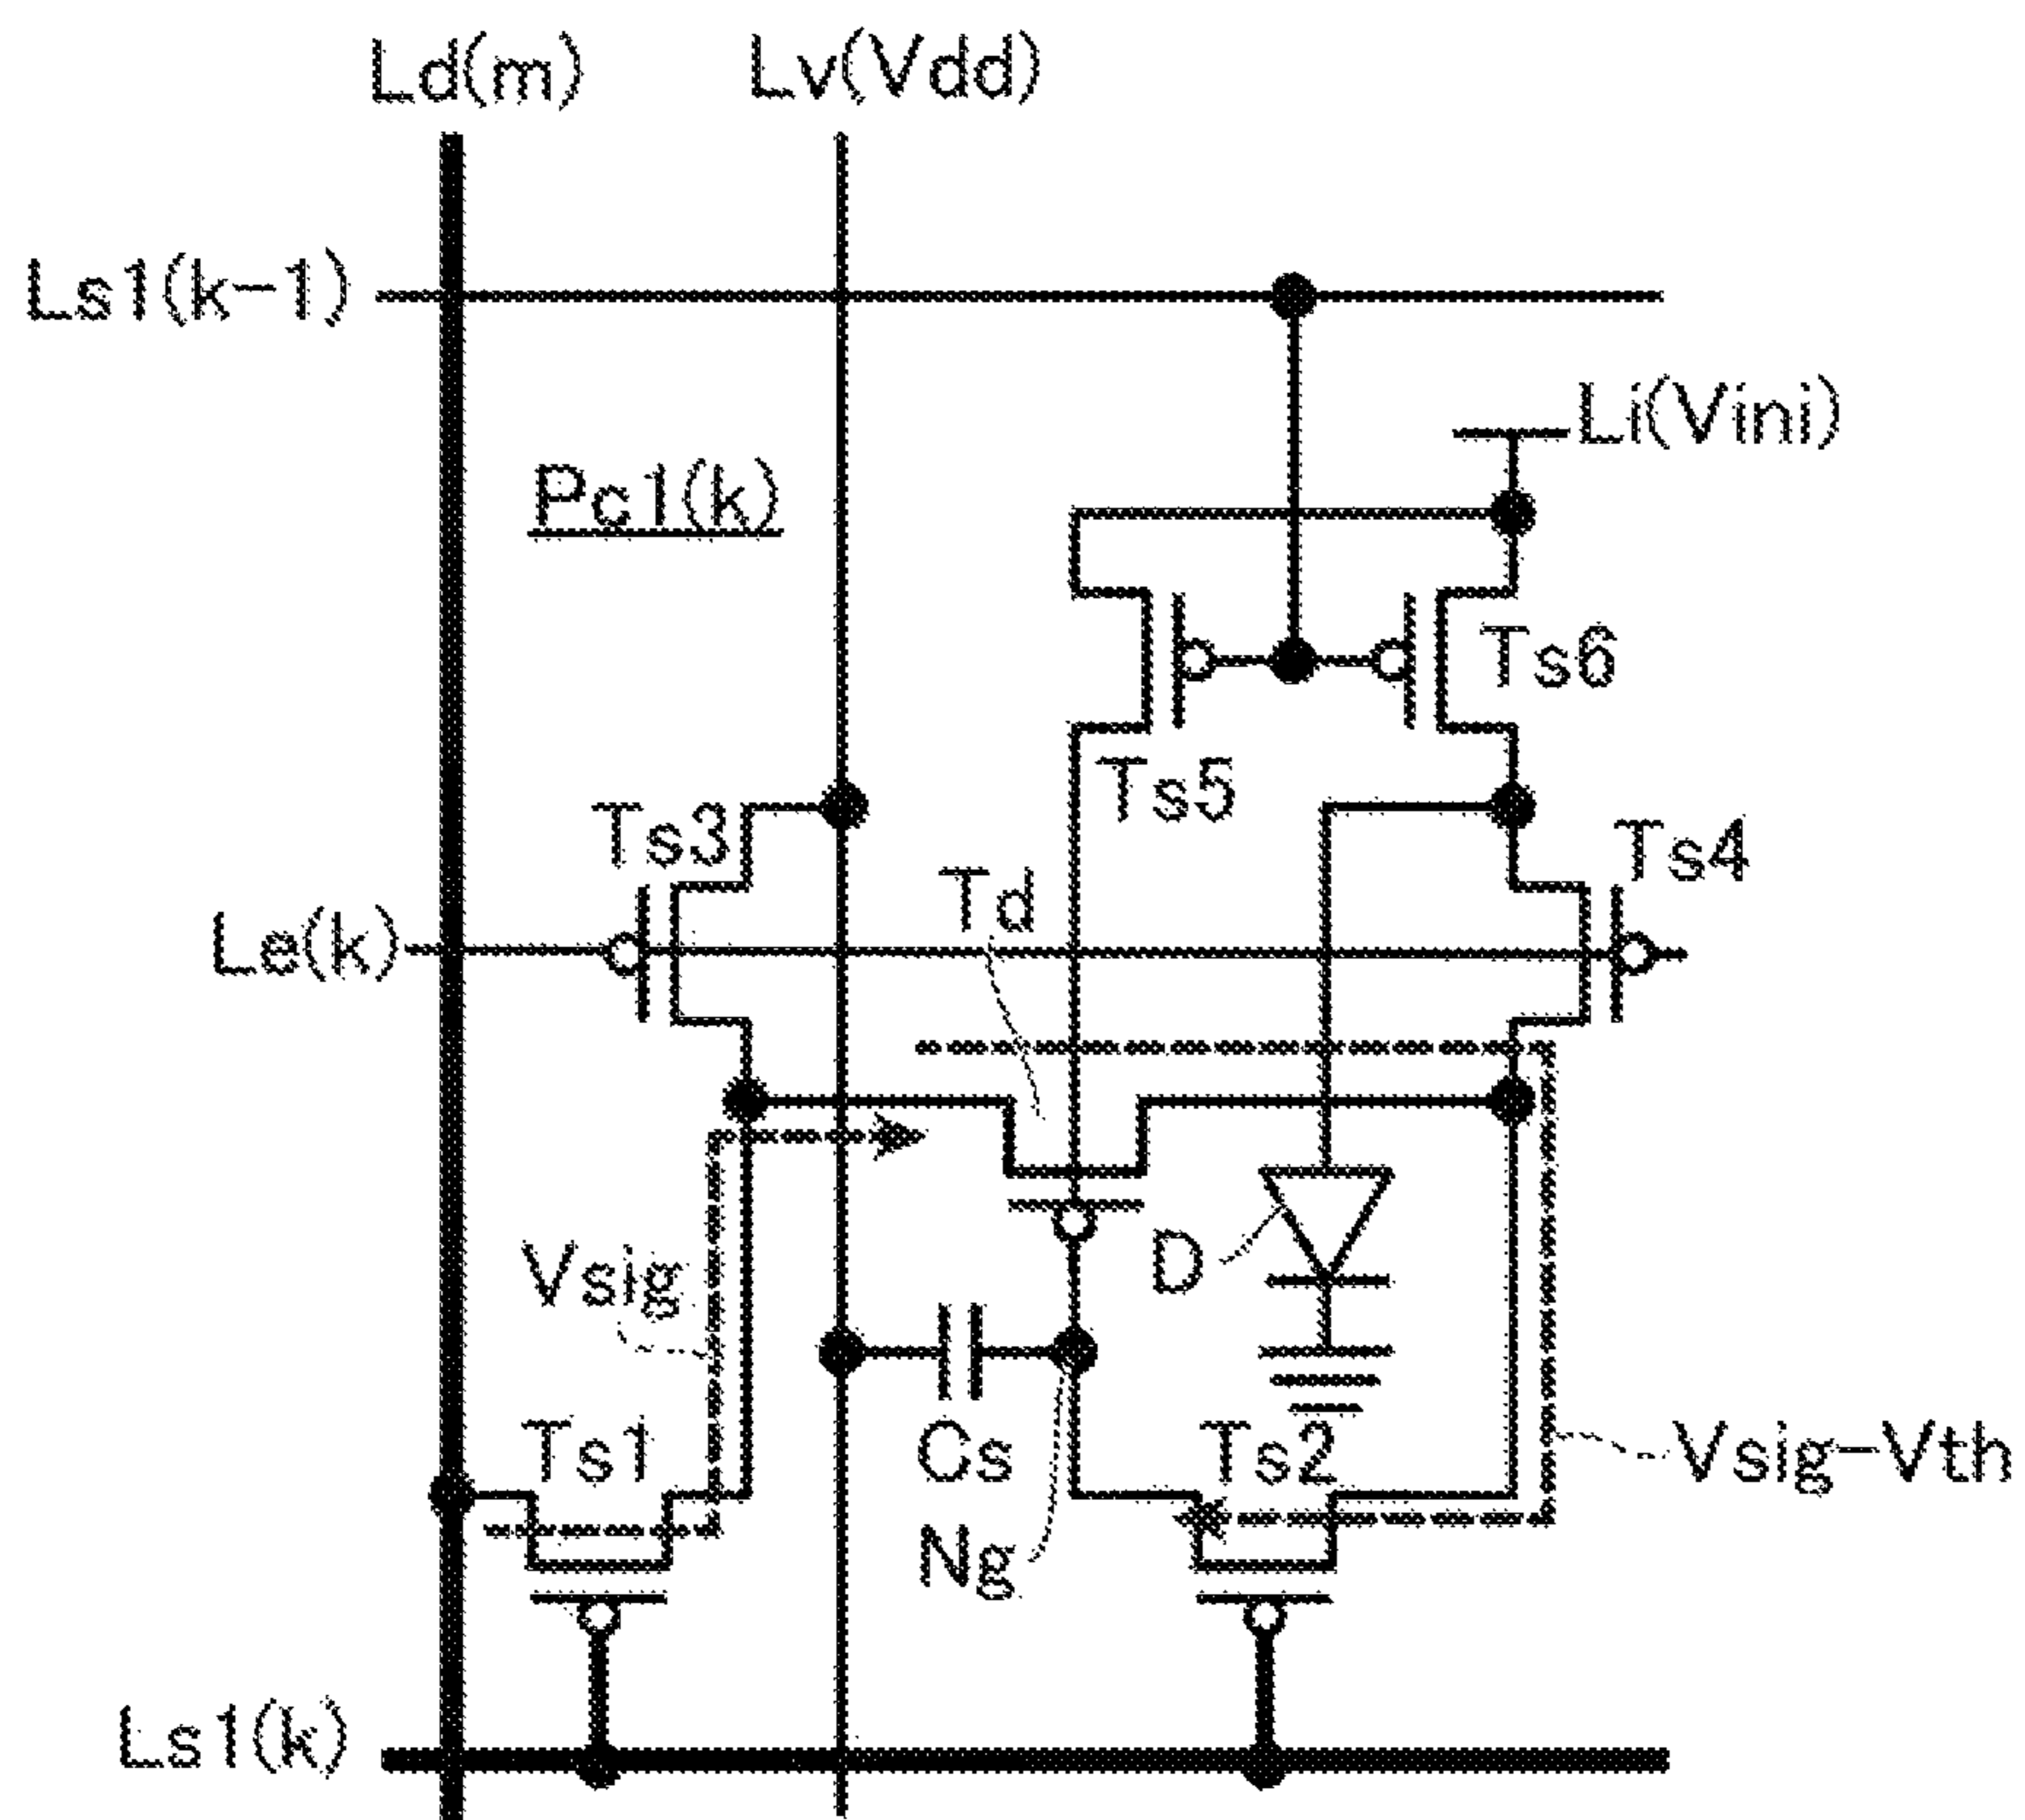 Ld(m)
Lv(Vdd)
Ls1(k-1)
Li(Vini)
Pc1(k)
Ts6
Ts5
Ts3
Ts4
Td
Le(k)
D
Vsig
Ts1
Cs
Ts2
Vsig-Vth
Ng
Ls1(k)